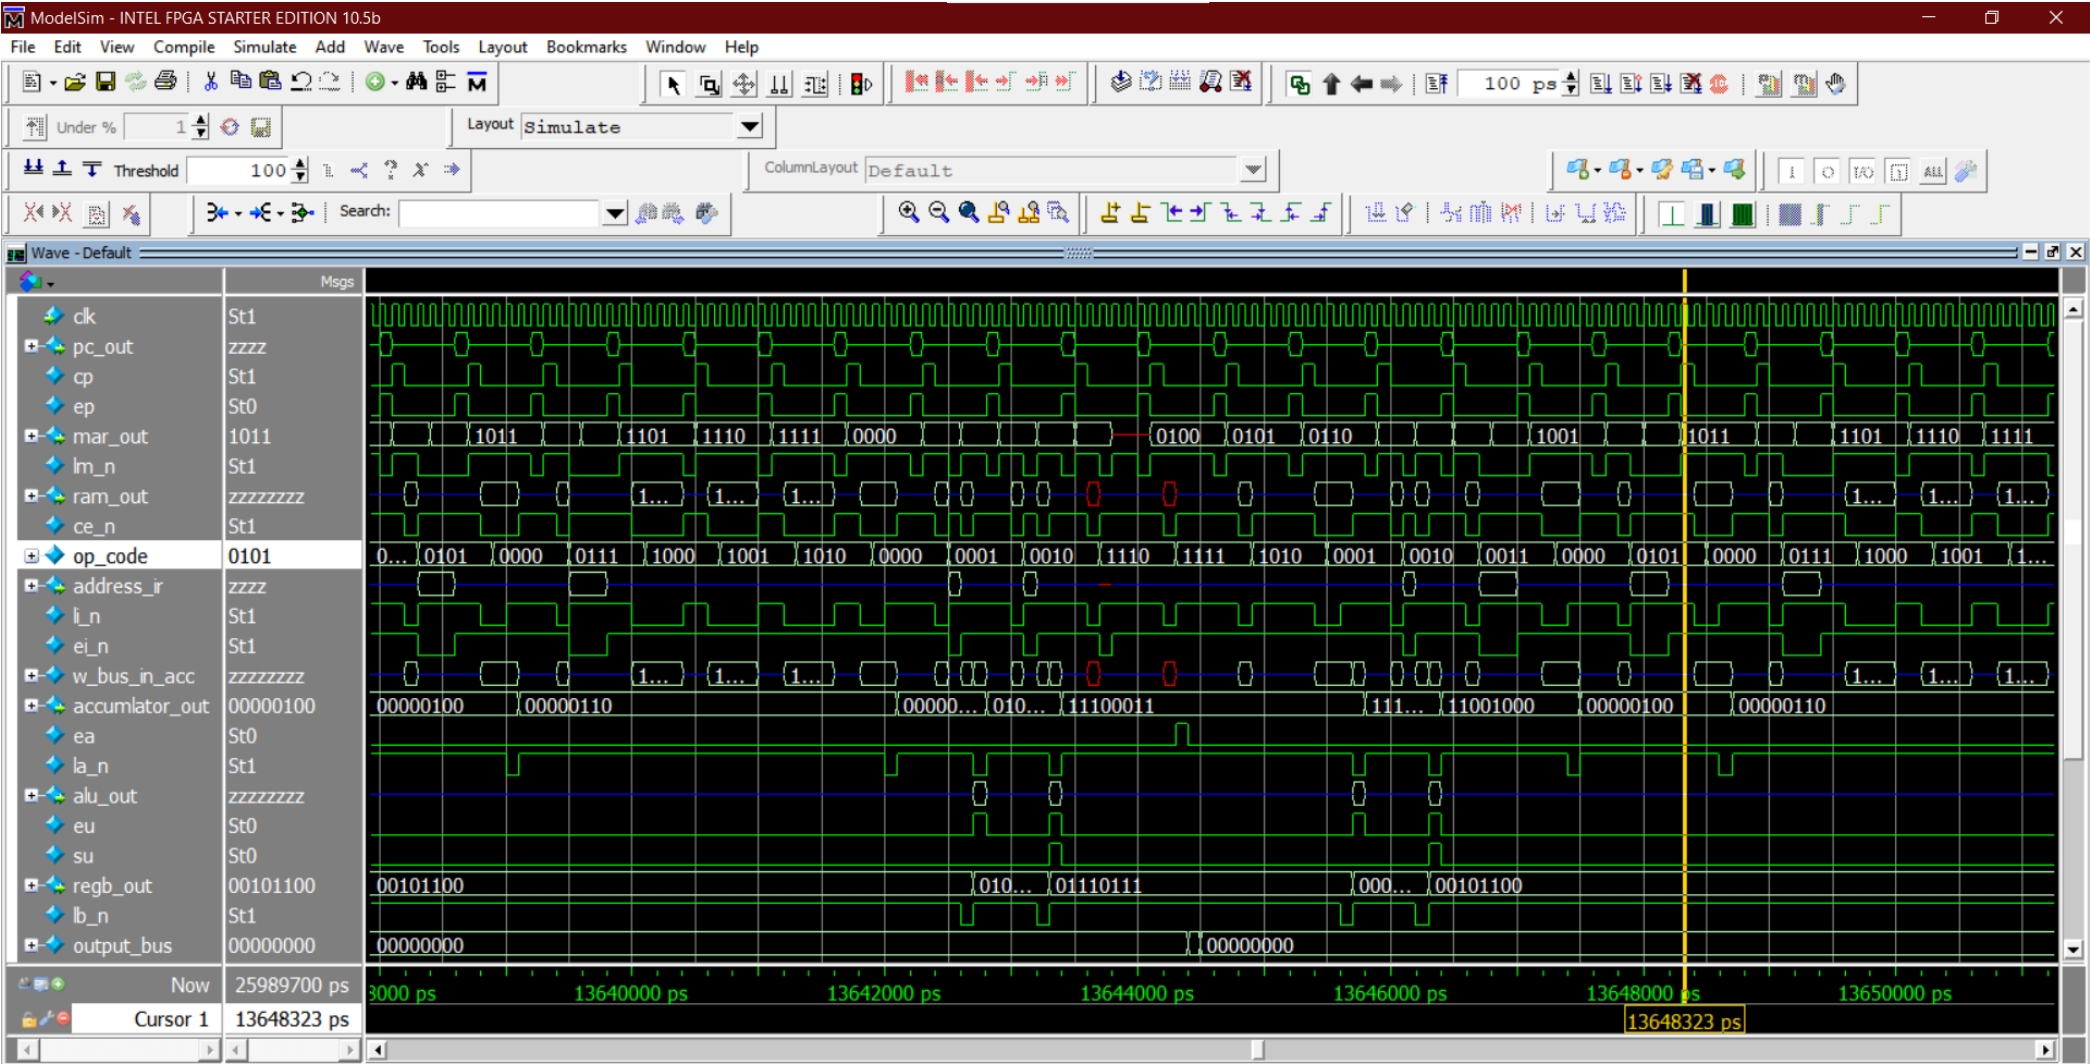 ModelSim - INTEL FPGA STARTER EDITION 10.5b
File Edit View Compile Simulate Add Wave Tools Layout Bookmarks Window Help
100 ps
Under % 1 Layout Simulate
Threshold 100 ColumnLayout Default
ALL
Search:
Wave - Default
Msgs
clk St1
pc_out zzzz
cp St1
ep St0
mar_out 1011 1011 1101 1110 1111 0000 0100 0101 0110 1001 1011 1101 1110 1111
lm_n St1
ram_out zzzzzzzz 1... 1... 1... 1... 1... 1...
ce_n St1
op_code 0101 0... 0101 0000 0111 1000 1001 1010 0000 0001 0010 1110 1111 1010 0001 0010 0011 0000 0101 0000 0111 1000 1001 1...
address_ir zzzz
li_n St1
ei_n St1
w_bus_in_acc zzzzzzzz 1... 1... 1... 1... 1... 1...
accumlator_out 00000100 00000100 00000110 00000... 010... 11100011 111... 11001000 00000100 00000110
ea St0
la_n St1
alu_out zzzzzzzz
eu St0
su St0
regb_out 00101100 00101100 010... 01110111 000... 00101100
lb_n St1
output_bus 00000000 00000000 00000000
Now 25989700 ps 8000 ps 13640000 ps 13642000 ps 13644000 ps 13646000 ps 13648000 ps 13650000 ps
Cursor 1 13648323 ps 13648323 ps